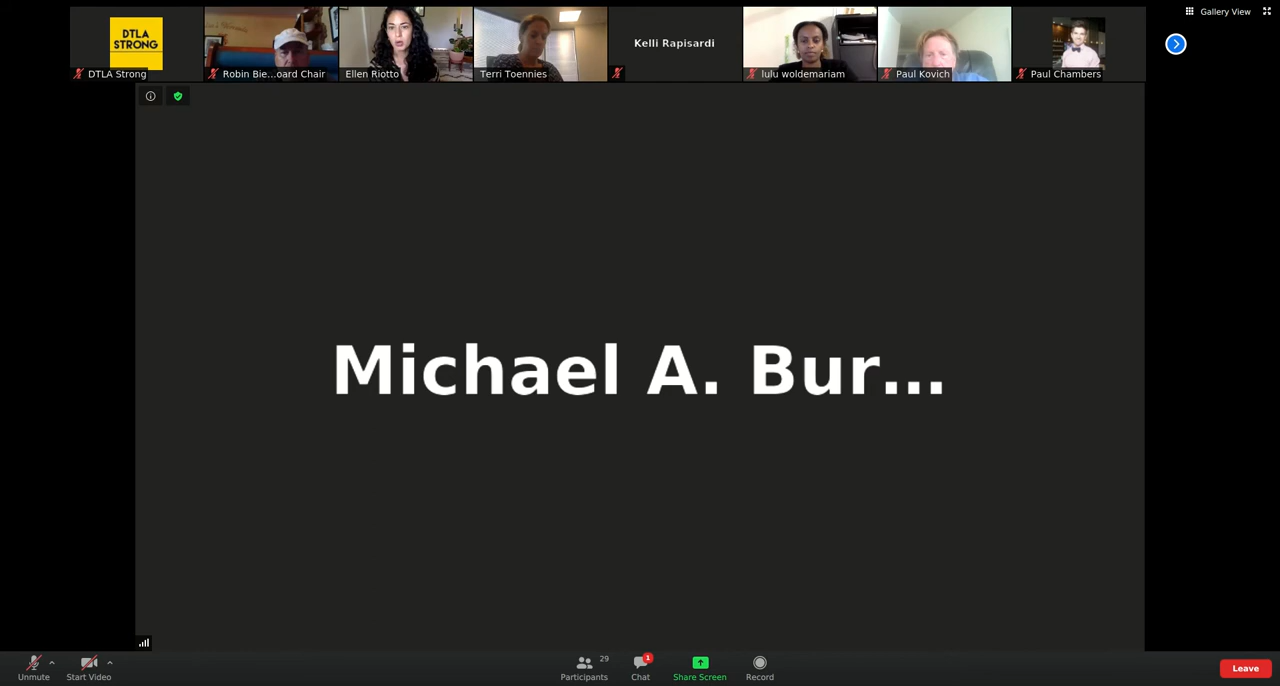 Gallery View
DTLA
STRONG
DTLA Strong
Robin Bie...oard Chair
Ellen Riotto
Terri Toennies
Kelli Rapisardi
lulu woldemariam
Paul Kovich
Paul Chambers
Michael A. Bur...
Unmute
Start Video
29
Participants
1
Chat
Share Screen
Record
Leave